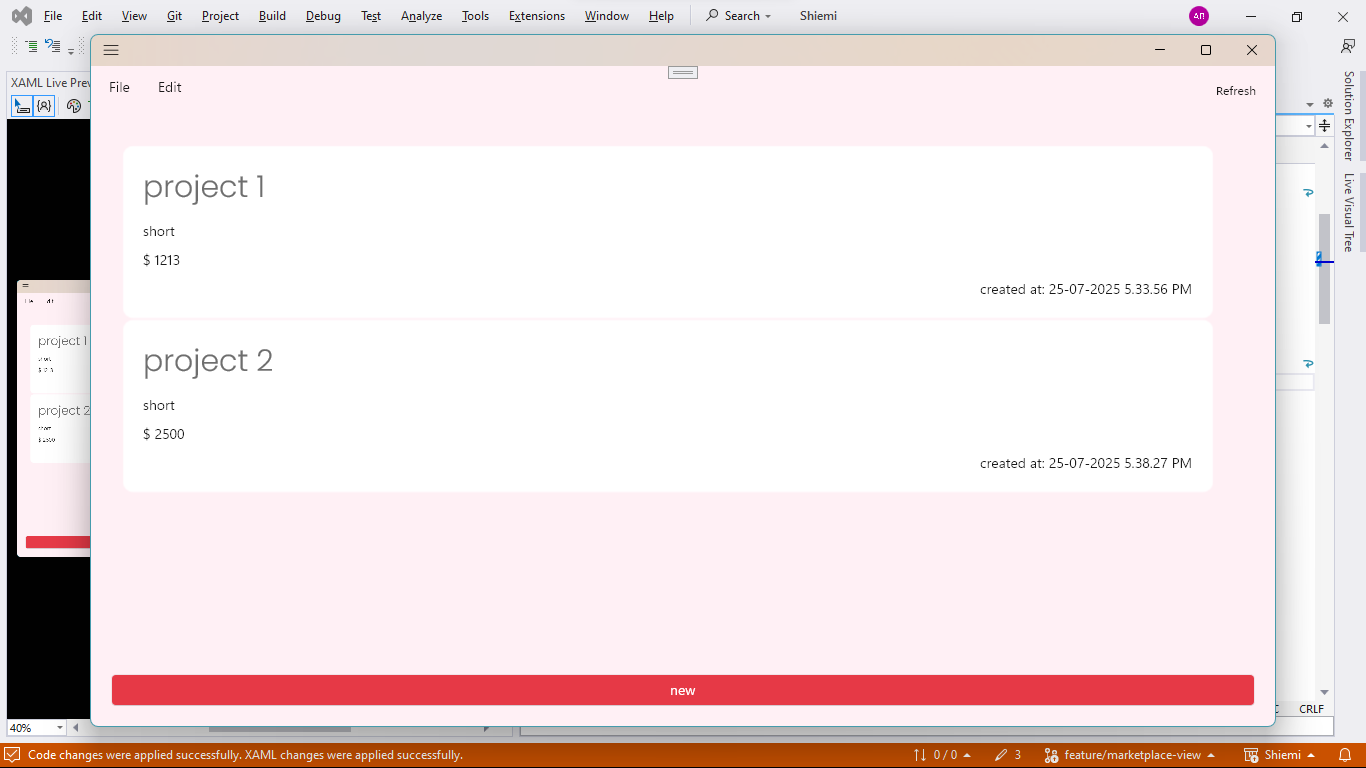 File Edit View Git Project Build Debug Test Analyze Tools Extensions Window Help Search Shiemi АП
XAML Live Prev
File Edit
Refresh
project 1
short
$ 1213
created at: 25-07-2025 5.33.56 PM
project 2
short
$ 2500
created at: 25-07-2025 5.38.27 PM
new
project 1
short
project 2
short
$ 2500
Solution Explorer
Live Visual Tree
40%
CRLF
Code changes were applied successfully. XAML changes were applied successfully.
0 / 0
3
feature/marketplace-view
Shiemi